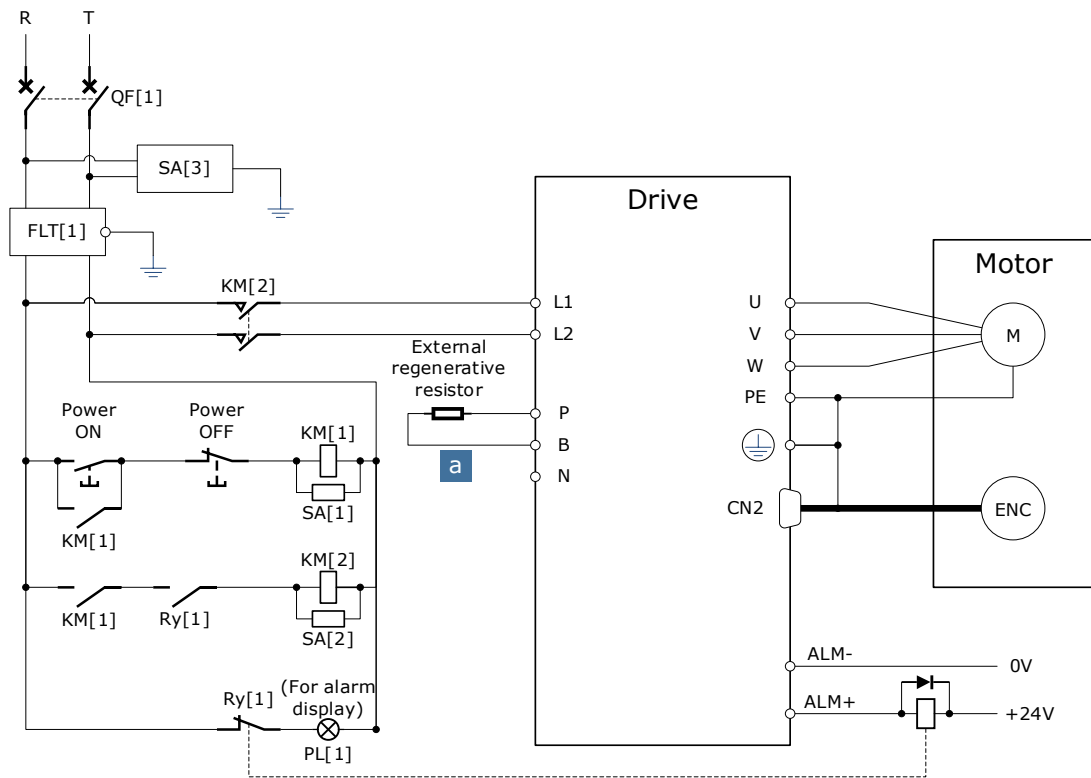 R
T
QF[1]
SA[3]
FLT[1]
KM[2]
Drive
Motor
L1
L2
U
V
W
PE
M
External
regenerative
resistor
P
B
N
a
Power
ON
Power
OFF
KM[1]
SA[1]
KM[1]
CN2
ENC
KM[1]
Ry[1]
KM[2]
SA[2]
Ry[1]
(For alarm
display)
PL[1]
ALM-
0V
ALM+
+24V